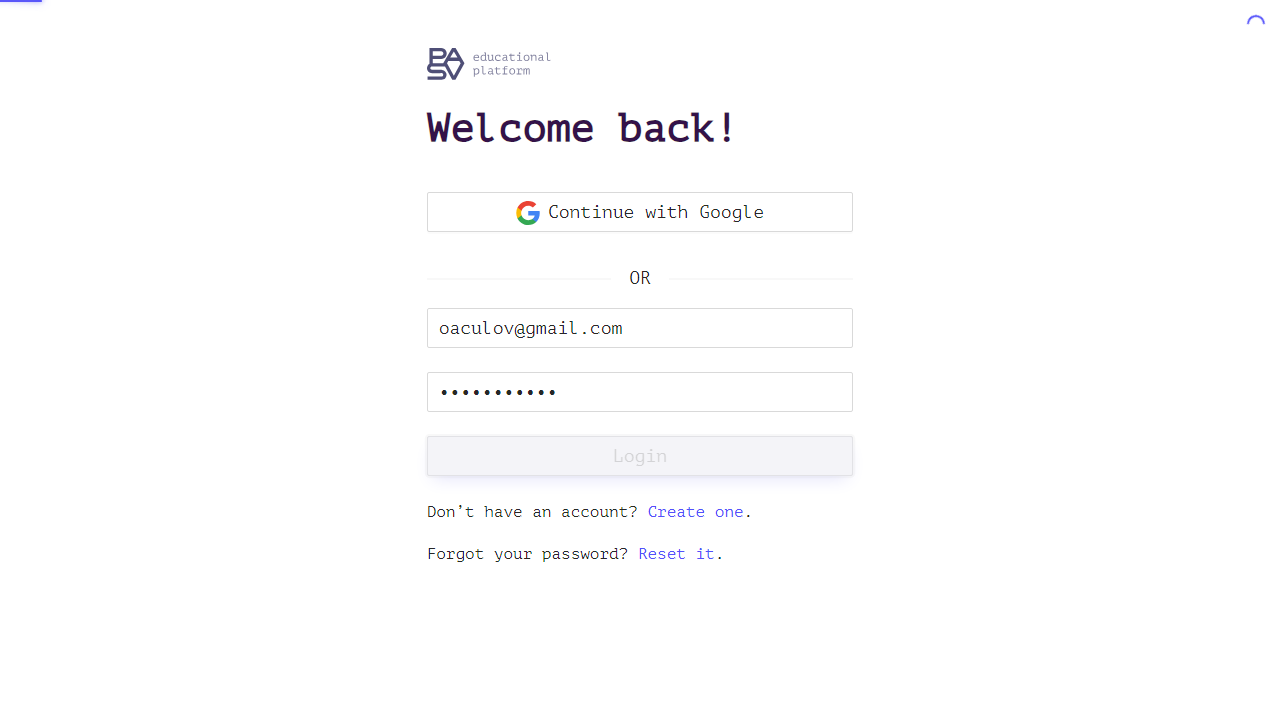 PASV
educational
platform
Welcome back!
Continue with Google
OR
oaculov@gmail.com
•••••••••••
Login
Don’t have an account? Create one.
Forgot your password? Reset it.